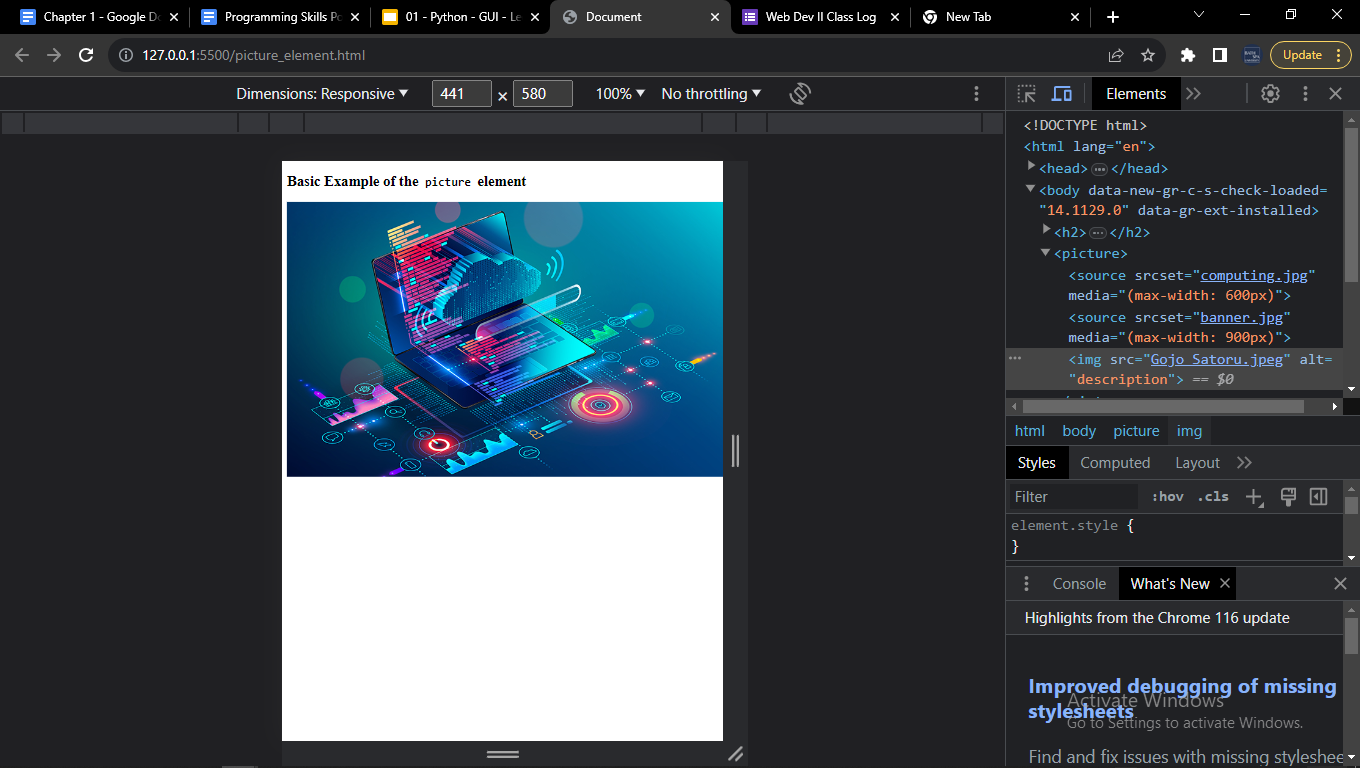 Chapter 1 - Google D
Programming Skills P
01 - Python - GUI - Le
Document
Web Dev II Class Log
New Tab
127.0.0.1:5500/picture_element.html
Update
Dimensions: Responsive
441 × 580
100%
No throttling
Elements
Basic Example of the picture element
<!DOCTYPE html>
<html lang="en">
<head> ••• </head>
<body data-new-gr-c-s-check-loaded=
"14.1129.0" data-gr-ext-installed>
<h2> ••• </h2>
<picture>
<source srcset="computing.jpg"
media="(max-width: 600px)">
<source srcset="banner.jpg"
media="(max-width: 900px)">
<img src="Gojo Satoru.jpeg" alt=
"description"> == $0
html body picture img
Styles Computed Layout
Filter :hov .cls
element.style {
}
Console What's New
Highlights from the Chrome 116 update
Improved debugging of missing
stylesheets
Activate Windows
Go to Settings to activate Windows.
Find and fix issues with missing styleshee